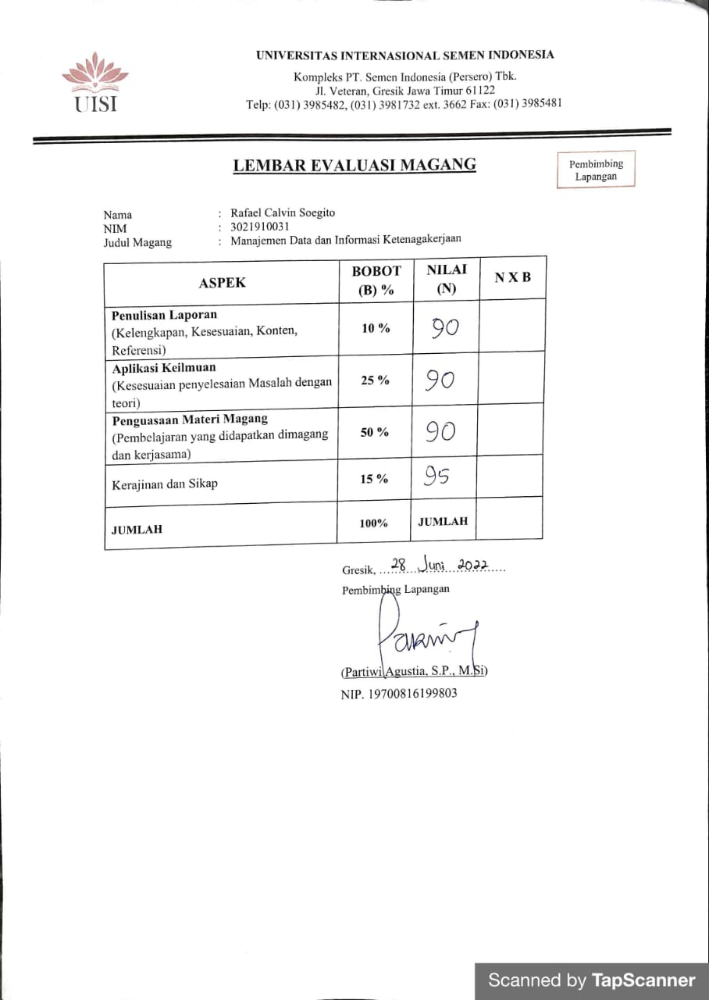 UISI
UNIVERSITAS INTERNASIONAL SEMEN INDONESIA
Kompleks PT. Semen Indonesia (Persero) Tbk.
Jl. Veteran, Gresik Jawa Timur 61122
Telp: (031) 3985482, (031) 3981732 ext. 3662 Fax: (031) 3985481
LEMBAR EVALUASI MAGANG
Pembimbing
Lapangan
Nama : Rafael Calvin Soegito
NIM : 3021910031
Judul Magang : Manajemen Data dan Informasi Ketenagakerjaan
ASPEK BOBOT (B) % NILAI (N) N X B
Penulisan Laporan
(Kelengkapan, Kesesuaian, Konten,
Referensi)
10 % 90
Aplikasi Keilmuan
(Kesesuaian penyelesaian Masalah dengan
teori)
25 % 90
Penguasaan Materi Magang
(Pembelajaran yang didapatkan dimagang
dan kerjasama)
50 % 90
Kerajinan dan Sikap 15 % 95
JUMLAH 100% JUMLAH
Gresik, 28 Juni 2022
Pembimbing Lapangan
(Partiwi Agustia, S.P., M.Si)
NIP. 19700816199803
Scanned by TapScanner